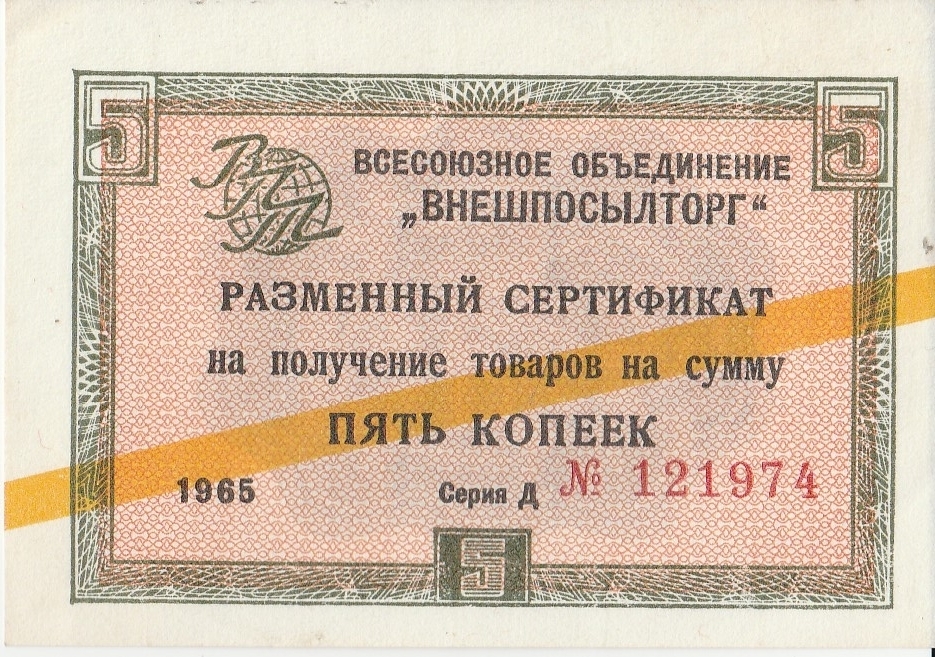 5 5
ВПТ
ВСЕСОЮЗНОЕ ОБЪЕДИНЕНИЕ
„ВНЕШПОСЫЛТОРГ“
РАЗМЕННЫЙ СЕРТИФИКАТ
на получение товаров на сумму
ПЯТЬ КОПЕЕК
1965 Серия Д № 121974
5